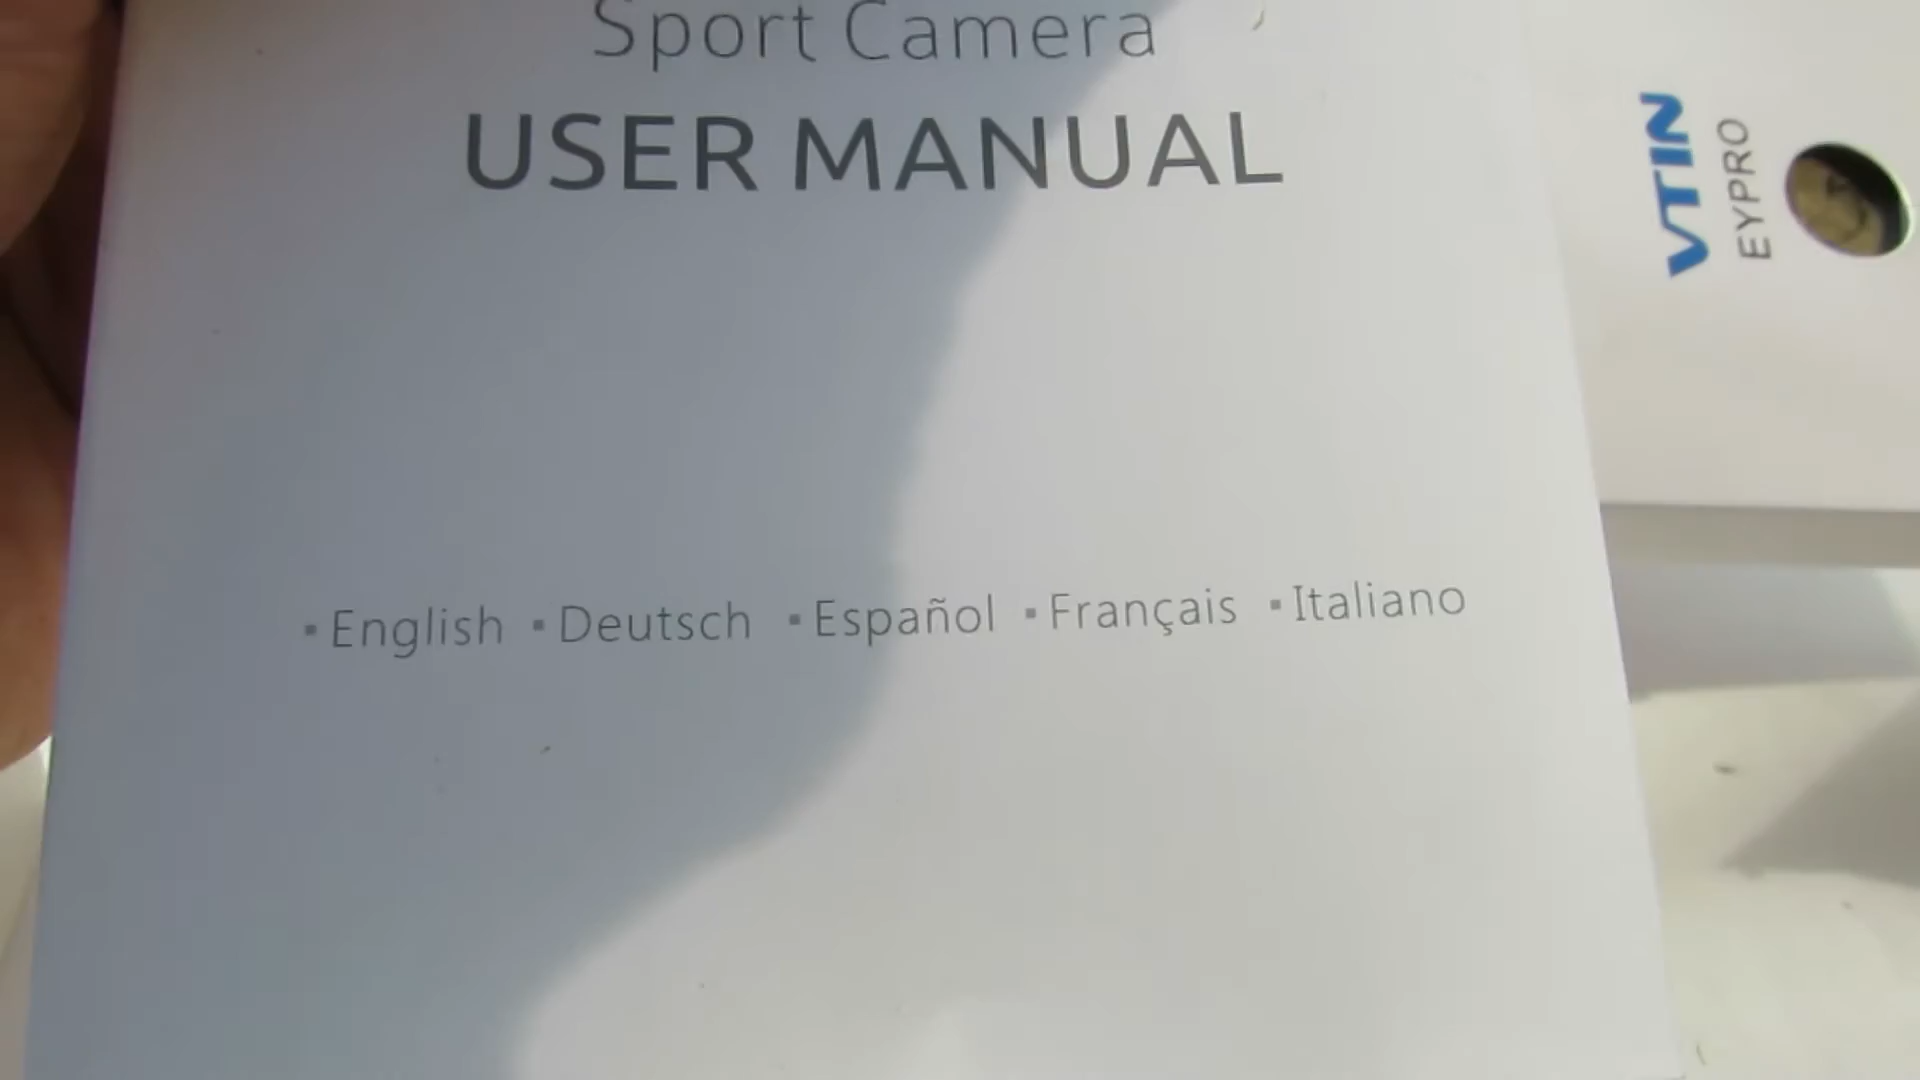 Sport Camera
USER MANUAL
▪English ▪Deutsch ▪Español ▪Français ▪Italiano
VTIN
EYPRO